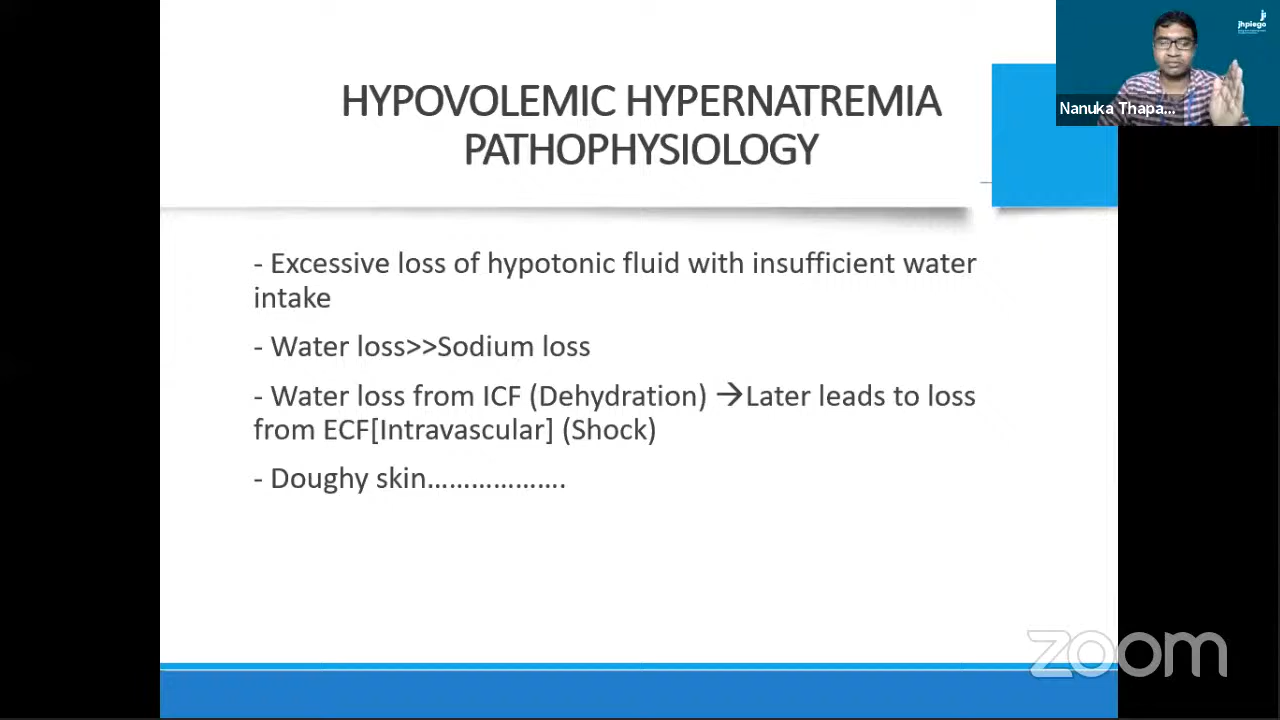 HYPOVOLEMIC HYPERNATREMIA
PATHOPHYSIOLOGY
- Excessive loss of hypotonic fluid with insufficient water
intake
- Water loss>>Sodium loss
- Water loss from ICF (Dehydration) →Later leads to loss
from ECF[Intravascular] (Shock)
- Doughy skin……………….
jhpiego
Nanuka Thapa...
zoom